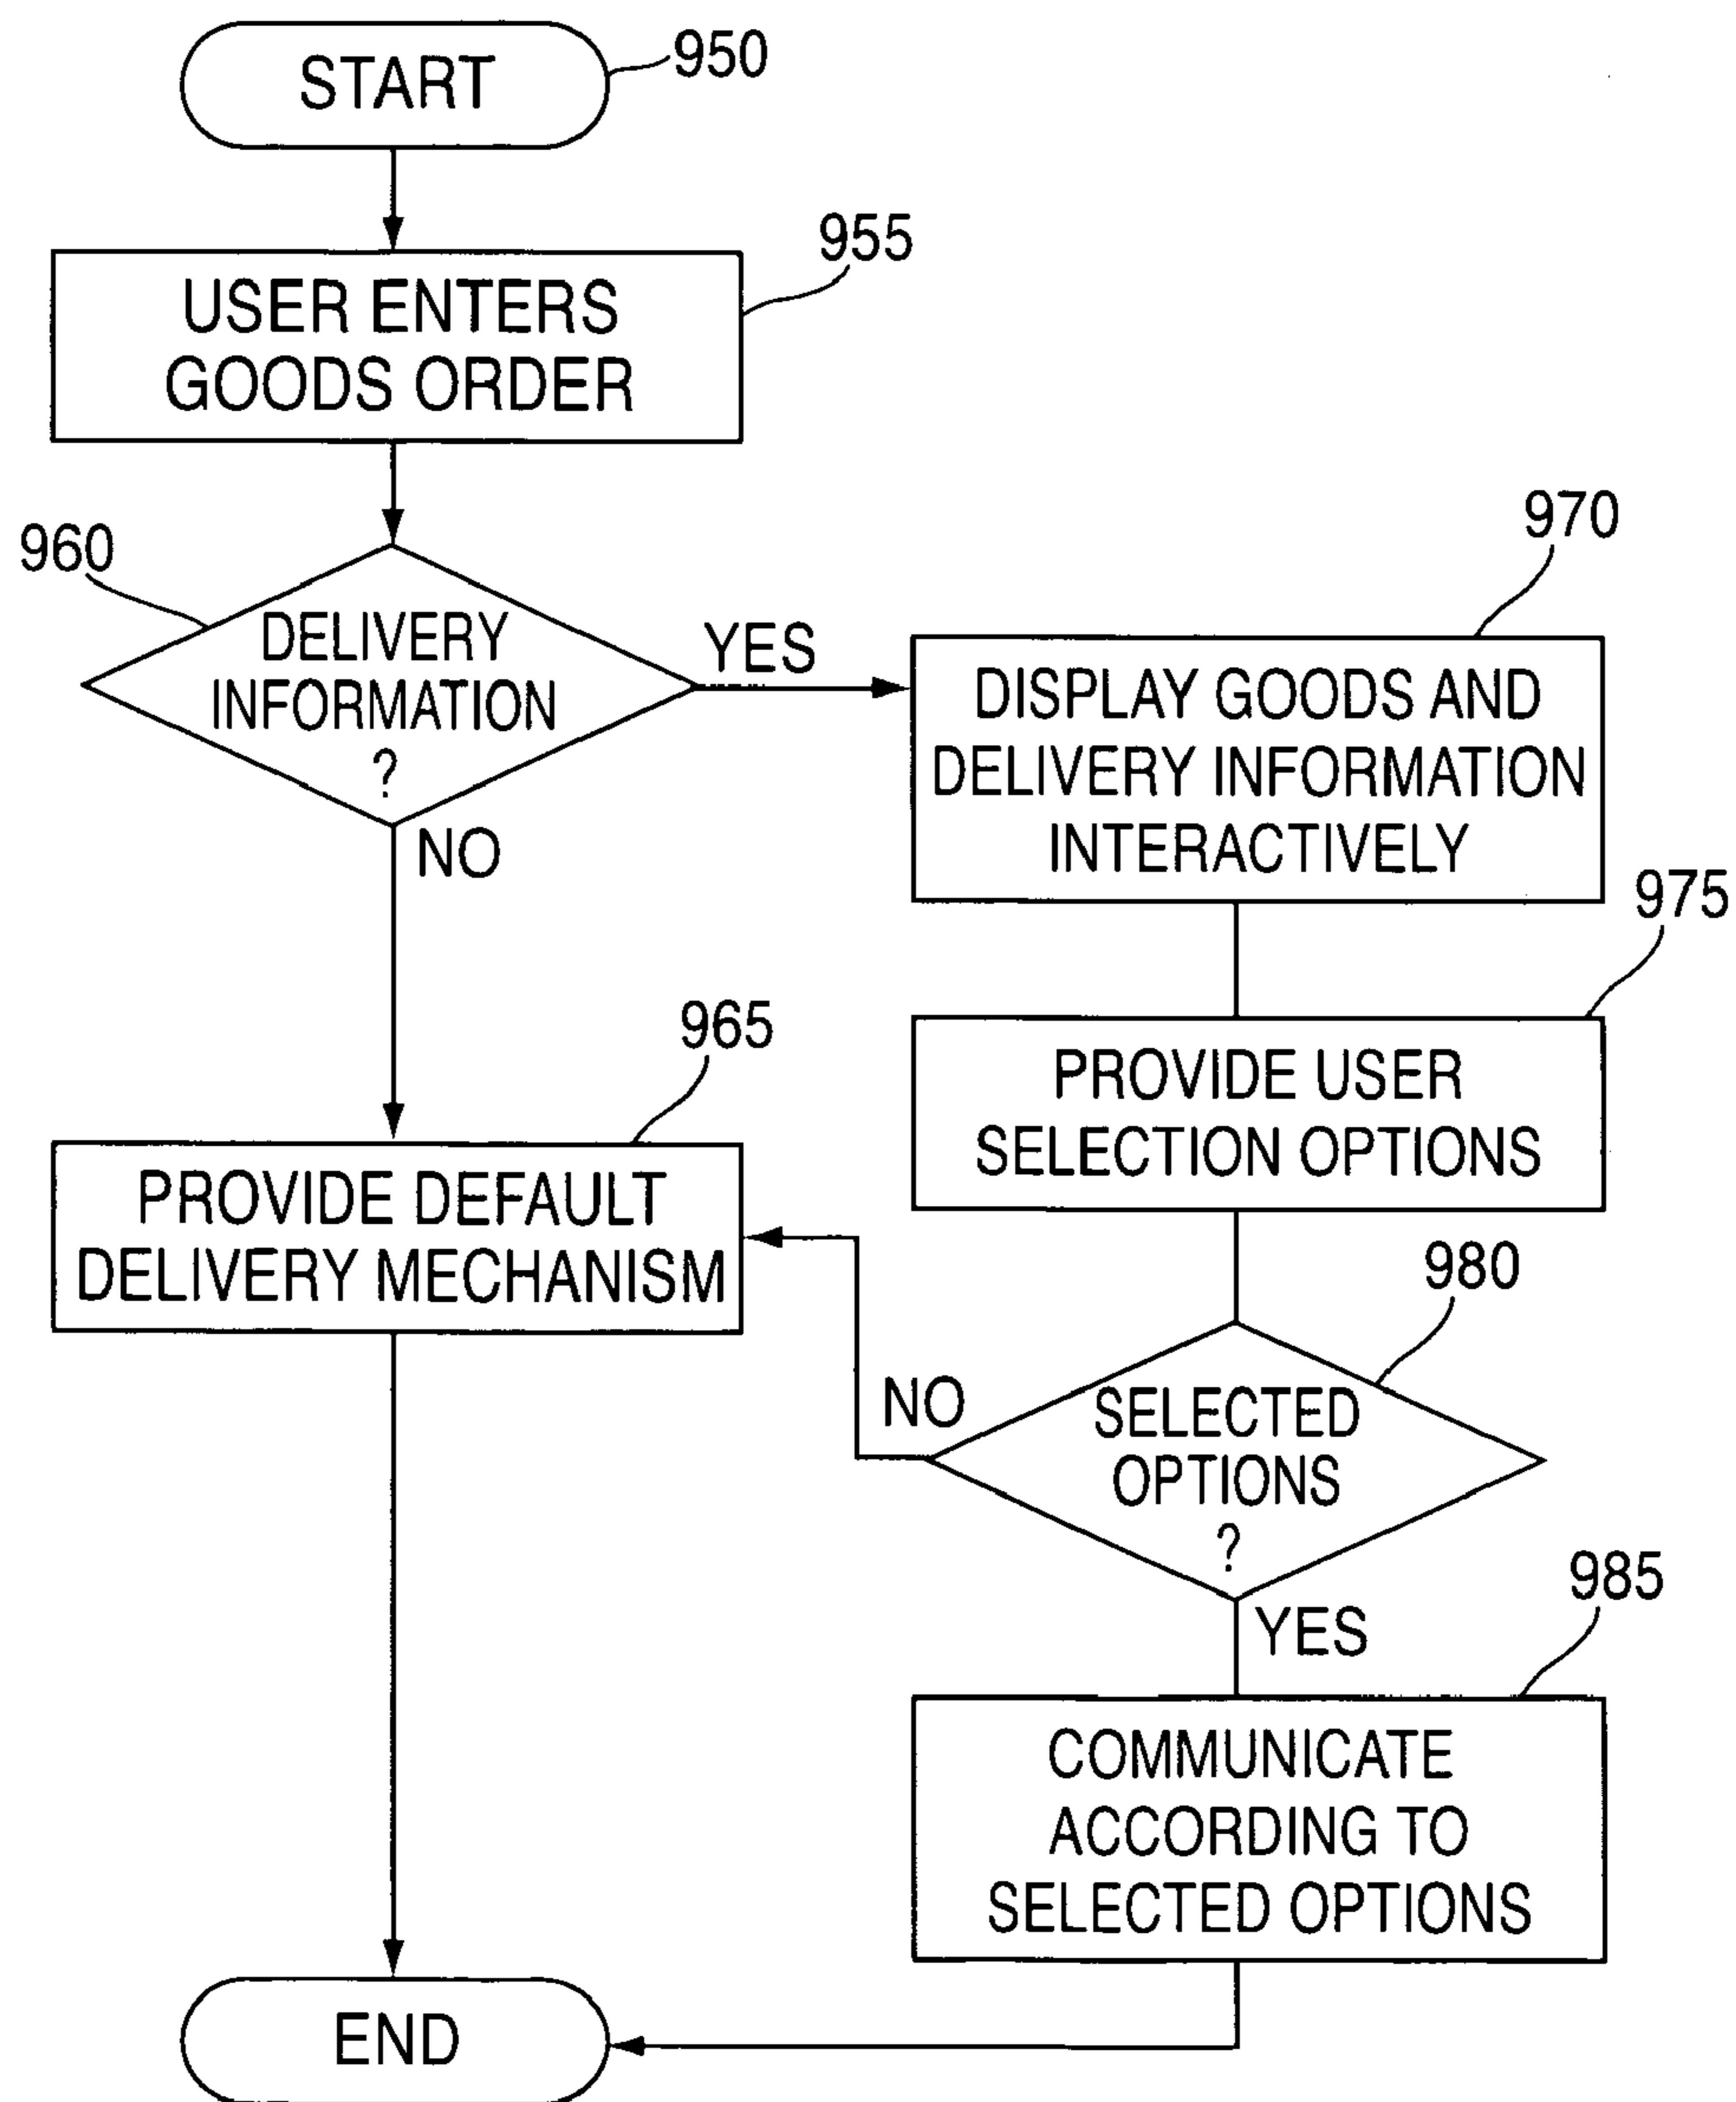 START
950
USER ENTERS
GOODS ORDER
955
960
DELIVERY
INFORMATION
?
YES
NO
970
DISPLAY GOODS AND
DELIVERY INFORMATION
INTERACTIVELY
975
PROVIDE USER
SELECTION OPTIONS
965
PROVIDE DEFAULT
DELIVERY MECHANISM
980
SELECTED
OPTIONS
?
NO
YES
985
COMMUNICATE
ACCORDING TO
SELECTED OPTIONS
END